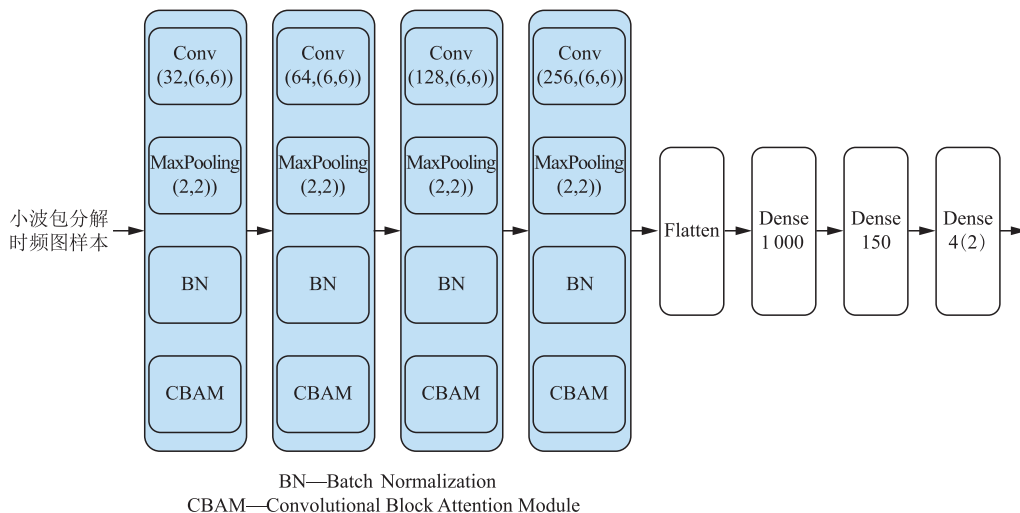 小波包分解
时频图样本
Conv
(32,(6,6))
MaxPooling
(2,2))
BN
CBAM
Conv
(64,(6,6))
MaxPooling
(2,2))
BN
CBAM
Conv
(128,(6,6))
MaxPooling
(2,2))
BN
CBAM
Conv
(256,(6,6))
MaxPooling
(2,2))
BN
CBAM
Flatten
Dense
1 000
Dense
150
Dense
4(2)
BN—Batch Normalization
CBAM—Convolutional Block Attention Module